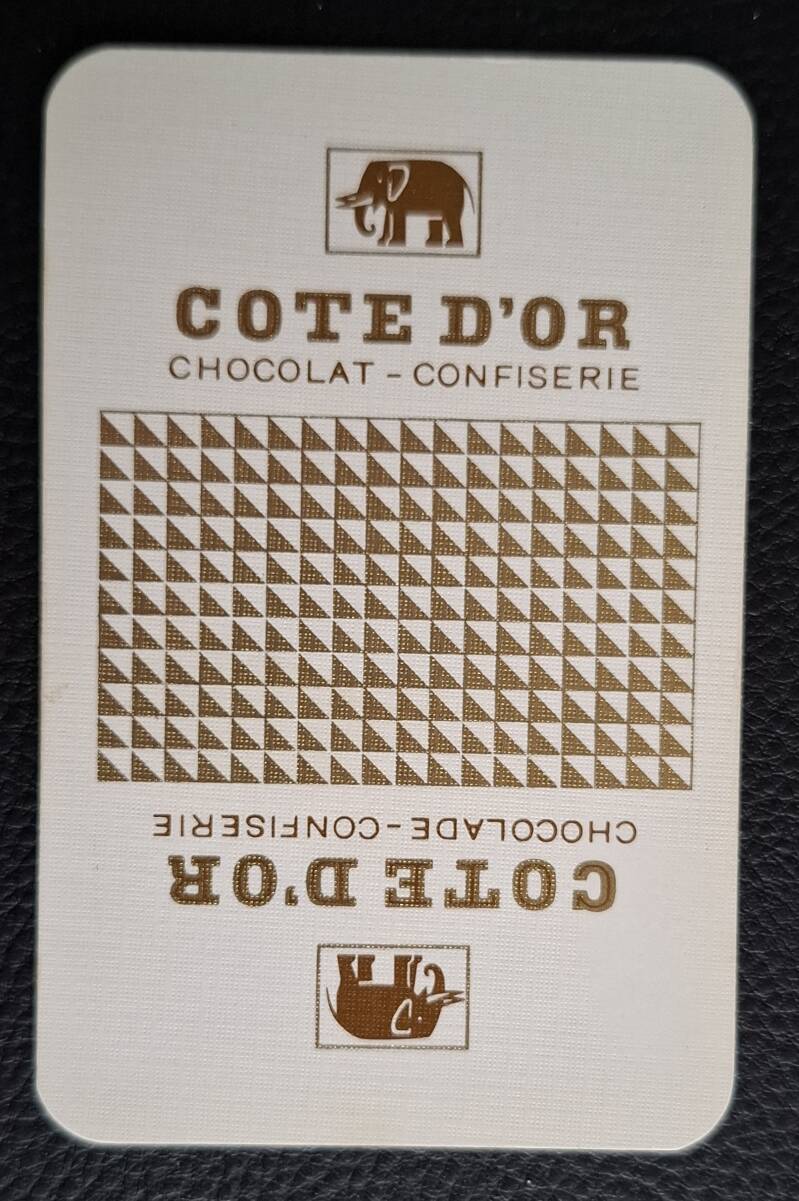 COTE D'OR
CHOCOLAT - CONFISERIE
CHOCOLADE - CONFISERIE
COTE D'OR